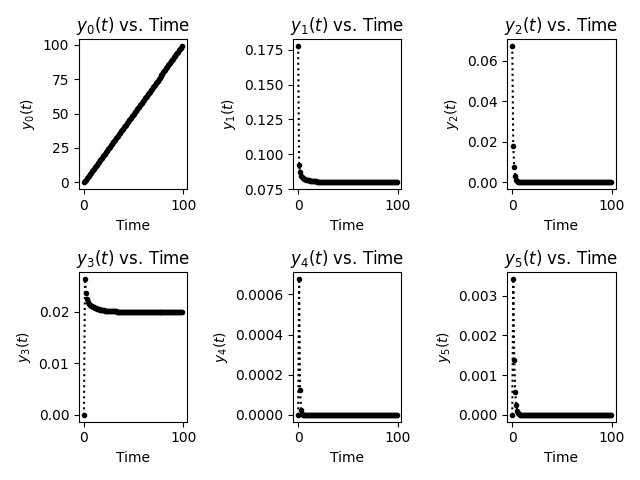 y₀(t) vs. Time
y₁(t) vs. Time
y₂(t) vs. Time
100
75
50
25
0
y₀(t)
0
100
Time
0.175
0.150
0.125
0.100
0.075
y₁(t)
0
100
Time
0.06
0.04
0.02
0.00
y₂(t)
0
100
Time
y₃(t) vs. Time
y₄(t) vs. Time
y₅(t) vs. Time
0.02
0.01
0.00
y₃(t)
0
100
Time
0.0006
0.0004
0.0002
0.0000
y₄(t)
0
100
Time
0.003
0.002
0.001
0.000
y₅(t)
0
100
Time